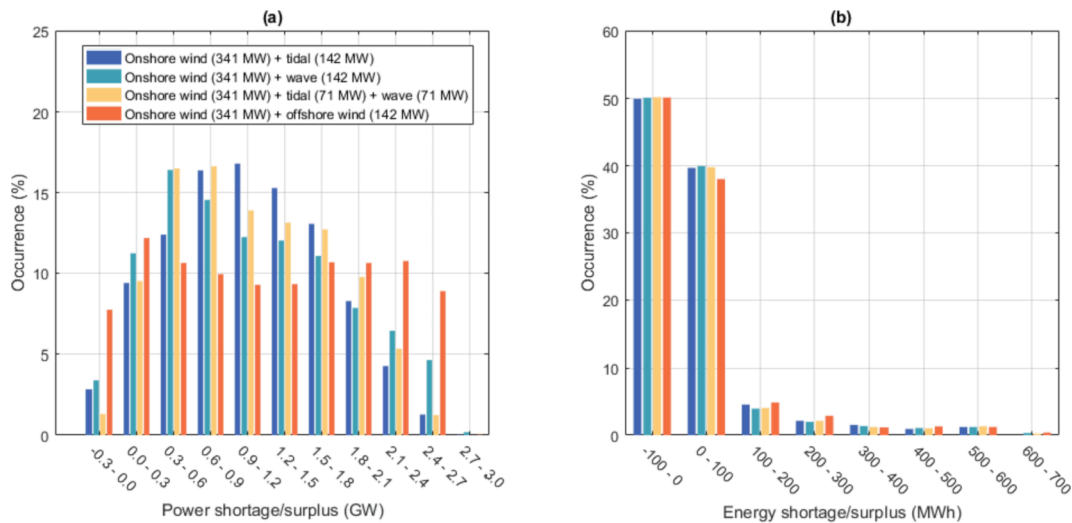 (a)
25
20
15
10
5
0
Occurrence (%)
Onshore wind (341 MW) + tidal (142 MW)
Onshore wind (341 MW) + wave (142 MW)
Onshore wind (341 MW) + tidal (71 MW) + wave (71 MW)
Onshore wind (341 MW) + offshore wind (142 MW)
-0.3 - 0.0
0.0 - 0.3
0.3 - 0.6
0.6 - 0.9
0.9 - 1.2
1.2 - 1.5
1.5 - 1.8
1.8 - 2.1
2.1 - 2.4
2.4 - 2.7
2.7 - 3.0
Power shortage/surplus (GW)
(b)
60
50
40
30
20
10
0
Occurrence (%)
-100 - 0
0 - 100
100 - 200
200 - 300
300 - 400
400 - 500
500 - 600
600 - 700
Energy shortage/surplus (MWh)